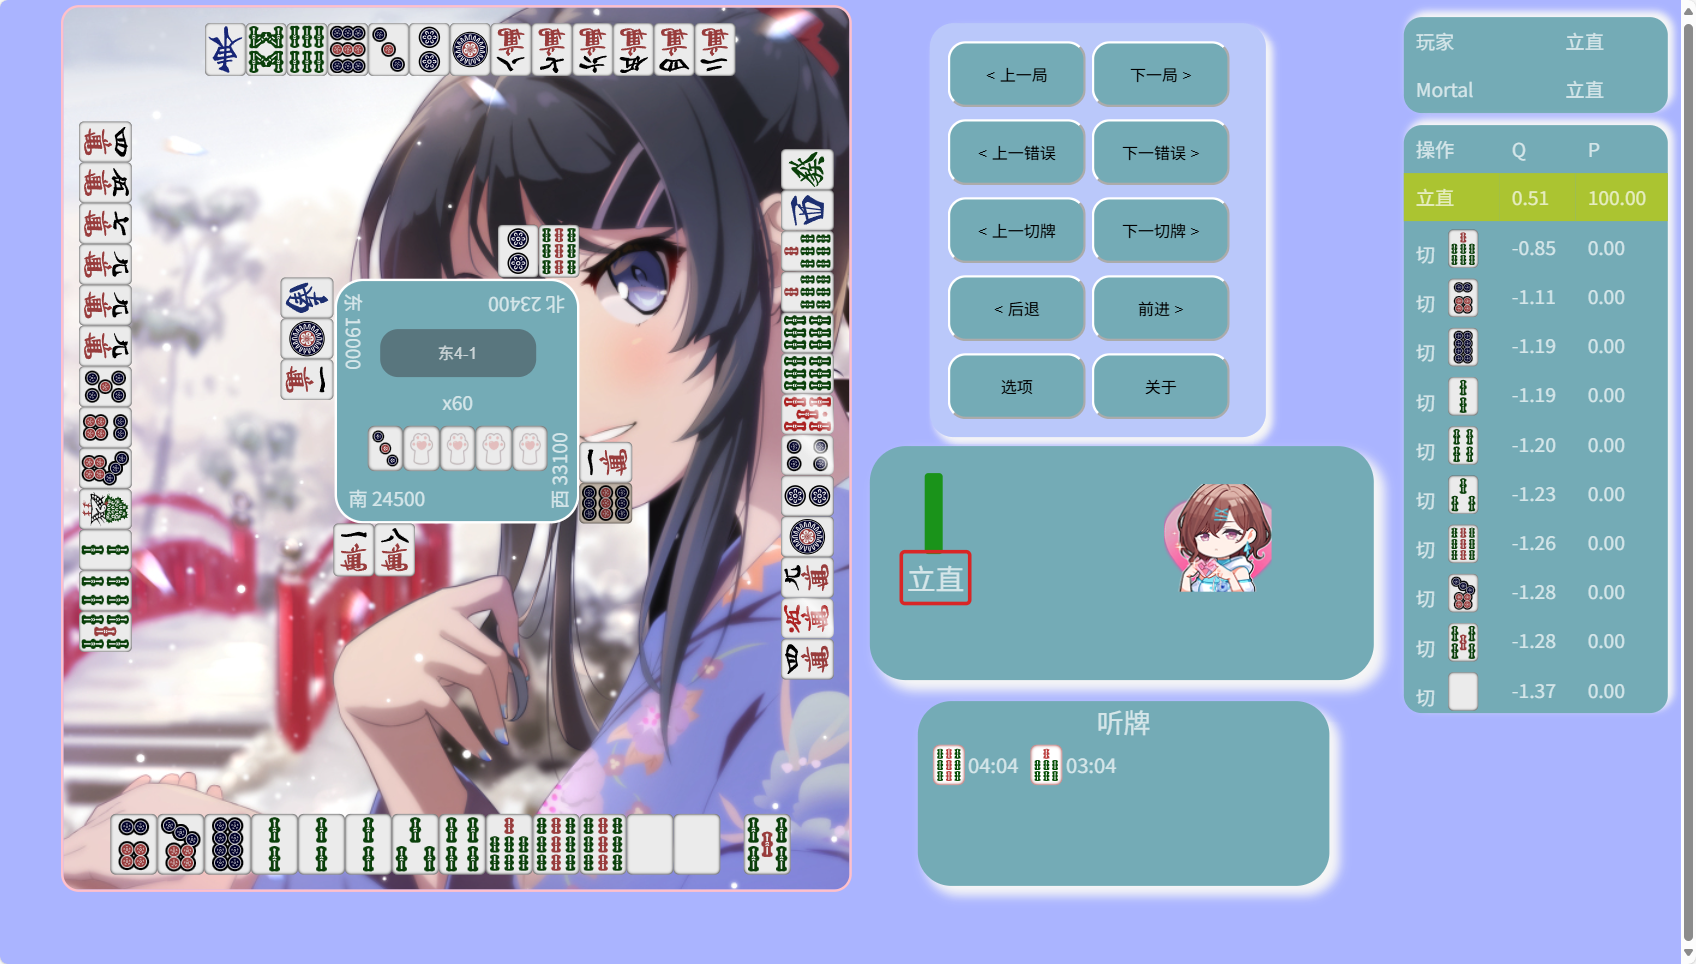 北 23400
东 19000
东4-1
x60
西 33100
南 24500
< 上一局
下一局 >
< 上一错误
下一错误 >
< 上一切牌
下一切牌 >
< 后退
前进 >
选项
关于
立直
听牌
04:04 03:04
玩家 立直
Mortal 立直
操作 Q P
立直 0.51 100.00
切 -0.85 0.00
切 -1.11 0.00
切 -1.19 0.00
切 -1.19 0.00
切 -1.20 0.00
切 -1.23 0.00
切 -1.26 0.00
切 -1.28 0.00
切 -1.28 0.00
切 -1.37 0.00